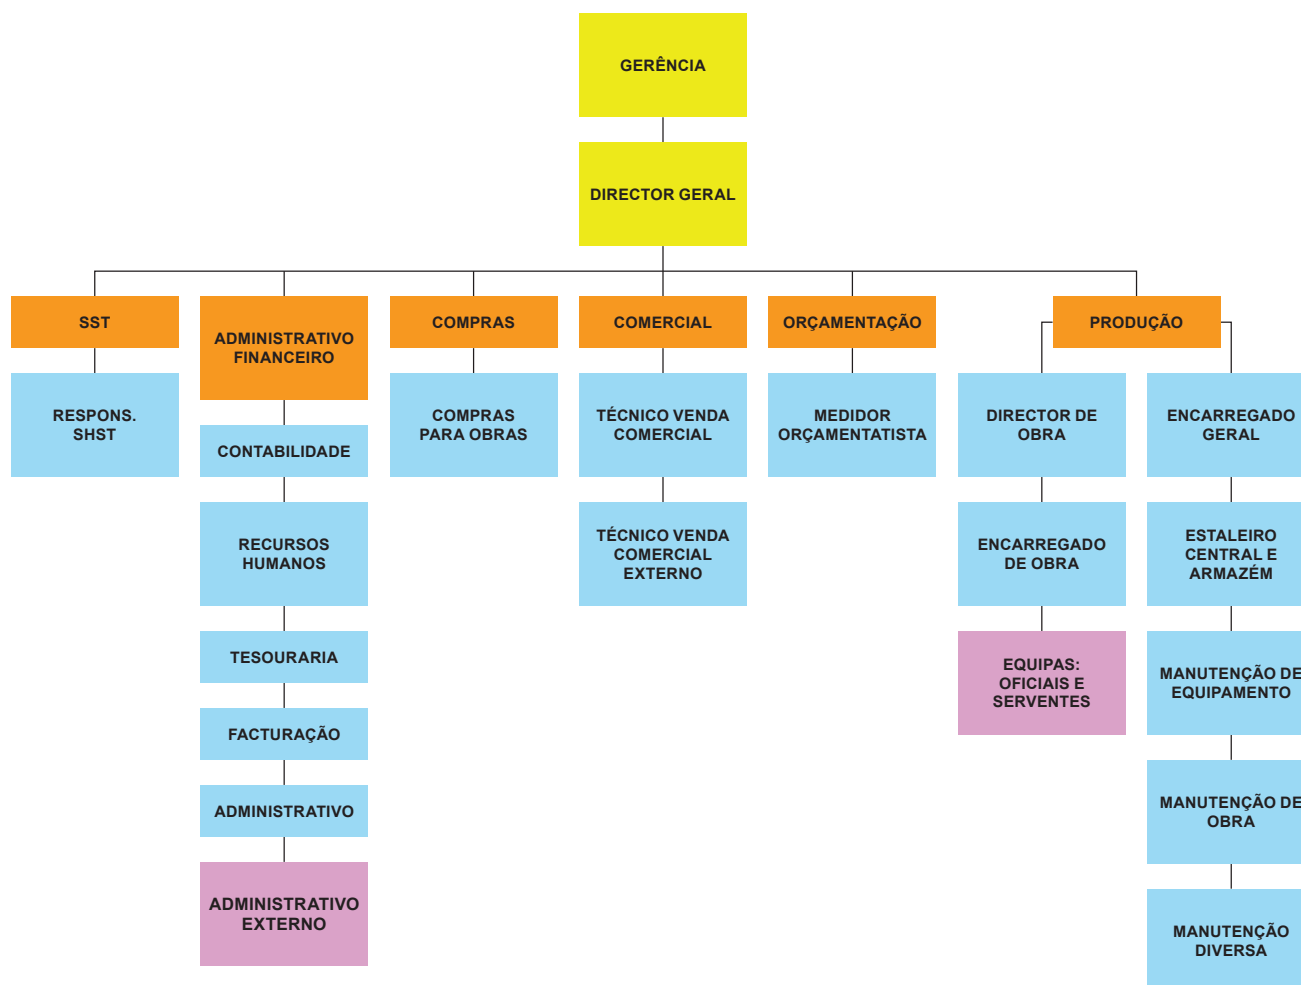 GERÊNCIA
DIRECTOR GERAL
SST
ADMINISTRATIVO
FINANCEIRO
COMPRAS
COMERCIAL
ORÇAMENTAÇÃO
PRODUÇÃO
RESPONS.
SHST
CONTABILIDADE
RECURSOS
HUMANOS
TESOURARIA
FACTURAÇÃO
ADMINISTRATIVO
ADMINISTRATIVO
EXTERNO
COMPRAS
PARA OBRAS
TÉCNICO VENDA
COMERCIAL
TÉCNICO VENDA
COMERCIAL
EXTERNO
MEDIDOR
ORÇAMENTATISTA
DIRECTOR DE
OBRA
ENCARREGADO
DE OBRA
EQUIPAS:
OFICIAIS E
SERVENTES
ENCARREGADO
GERAL
ESTALEIRO
CENTRAL E
ARMAZÉM
MANUTENÇÃO DE
EQUIPAMENTO
MANUTENÇÃO DE
OBRA
MANUTENÇÃO
DIVERSA